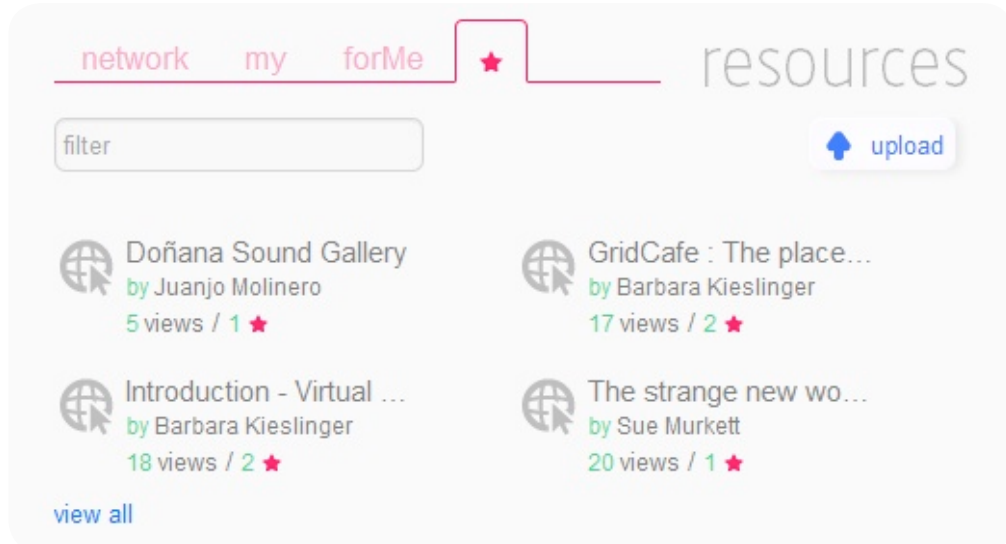 network my forMe resources
filter
upload
Doñana Sound Gallery
by Juanjo Molinero
5 views / 1
GridCafe : The place...
by Barbara Kieslinger
17 views / 2
Introduction - Virtual ...
by Barbara Kieslinger
18 views / 2
The strange new wo...
by Sue Murkett
20 views / 1
view all